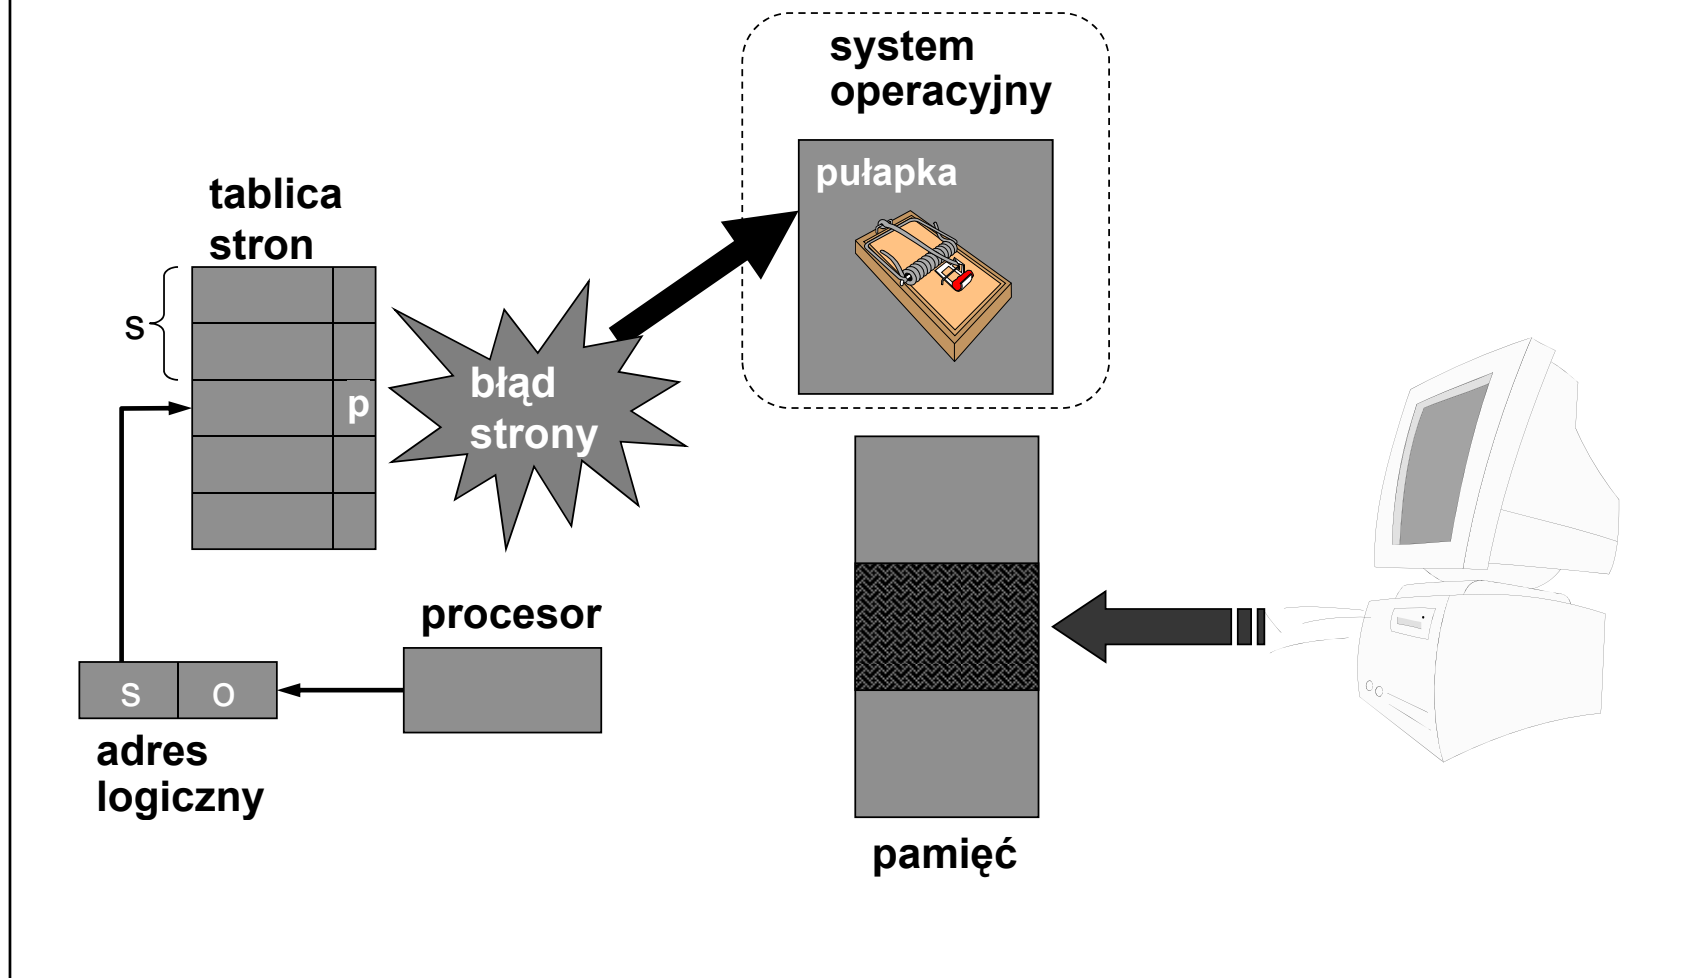 system
operacyjny
pułapka
tablica
stron
s
p
błąd
strony
procesor
s o
adres
logiczny
pamięć